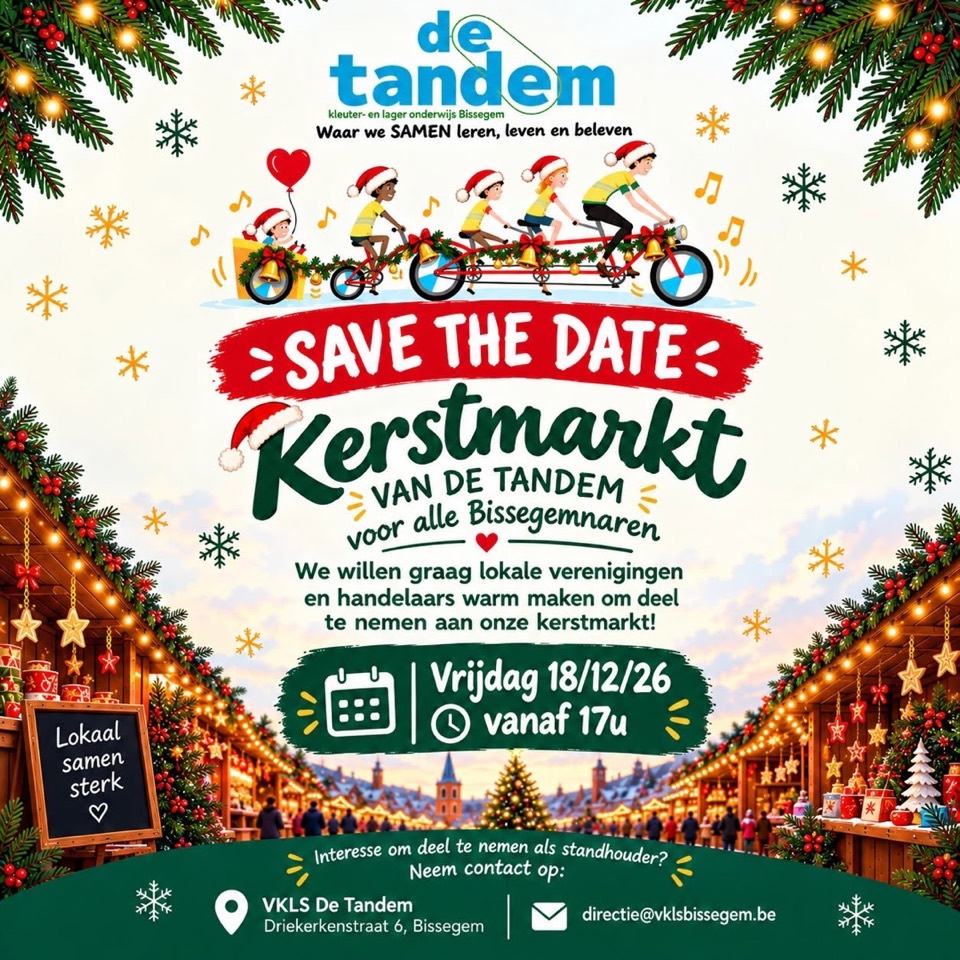 de
tandem
kleuter- en lager onderwijs Bissegem
Waar we SAMEN leren, leven en beleven
SAVE THE DATE
Kerstmarkt
VAN DE TANDEM
voor alle Bissegemnaren
We willen graag lokale verenigingen
en handelaars warm maken om deel
te nemen aan onze kerstmarkt!
Vrijdag 18/12/26
vanaf 17u
Lokaal
samen
sterk
Interesse om deel te nemen als standhouder?
Neem contact op:
VKLS De Tandem
Driekerkenstraat 6, Bissegem
directie@vklsbissegem.be